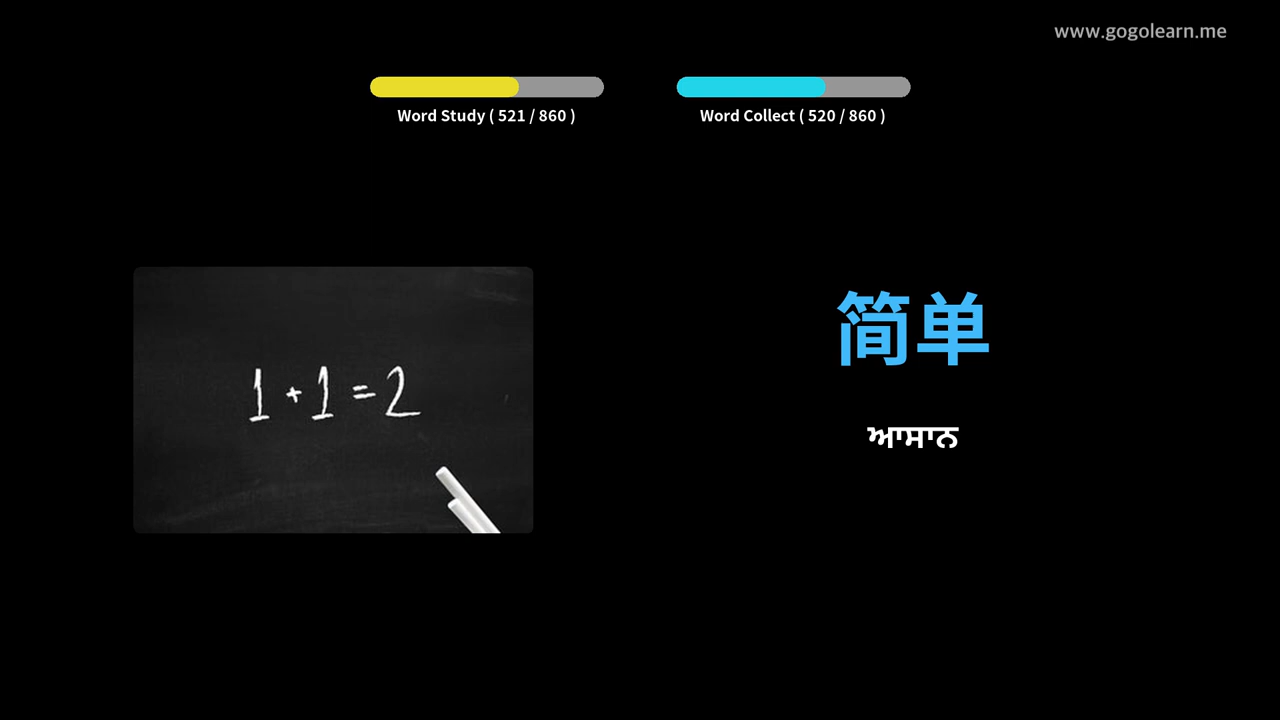 www.gogolearn.me
Word Study ( 521 / 860 )
Word Collect ( 520 / 860 )
1 + 1 = 2
简单
ਆਸਾਨ